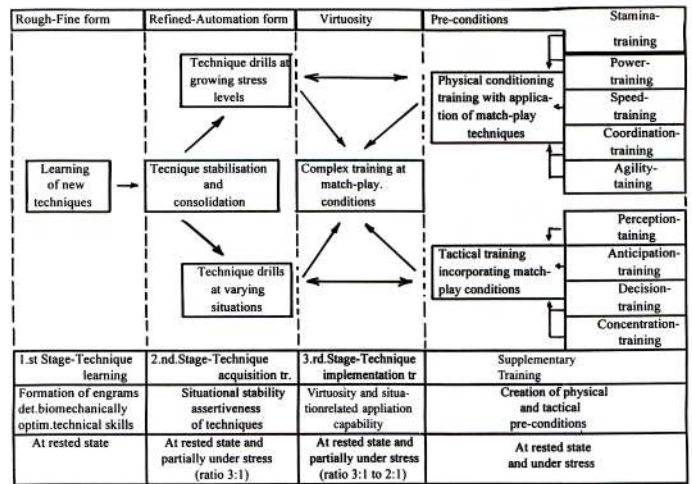 Rough-Fine form
Refined-Automation form
Virtuosity
Pre-conditions
Stamina-
training
Power-
training
Speed-
training
Coordination-
training
Agility-
taining
Technique drills at
growing stress
levels
Physical conditioning
training with applica-
tion of match-play
techniques
Learning
of new
techniques
Tecnique stabilisation
and
consolidation
Complex training at
match-play.
conditions
Technique drills
at varying
situations
Tactical training
incorporating match-
play conditions
Perception-
taining
Anticipation-
training
Decision-
training
Concentration-
training
1.st Stage-Technique
learning
2.nd.Stage-Technique
acquisition tr.
3.rd.Stage-Technique
implementation tr
Supplementary
Training
Formation of engrams
det.biomechanically
optim.technical skills
Situational stability
assertiveness
of techniques
Virtuosity and situa-
tionrelated appliation
capability
Creation of physical
and tactical
pre-conditions
At rested state
At rested state and
partially under stress
(ratio 3:1)
At rested state and
partially under stress
(ratio 3:1 to 2:1)
At rested state
and under stress